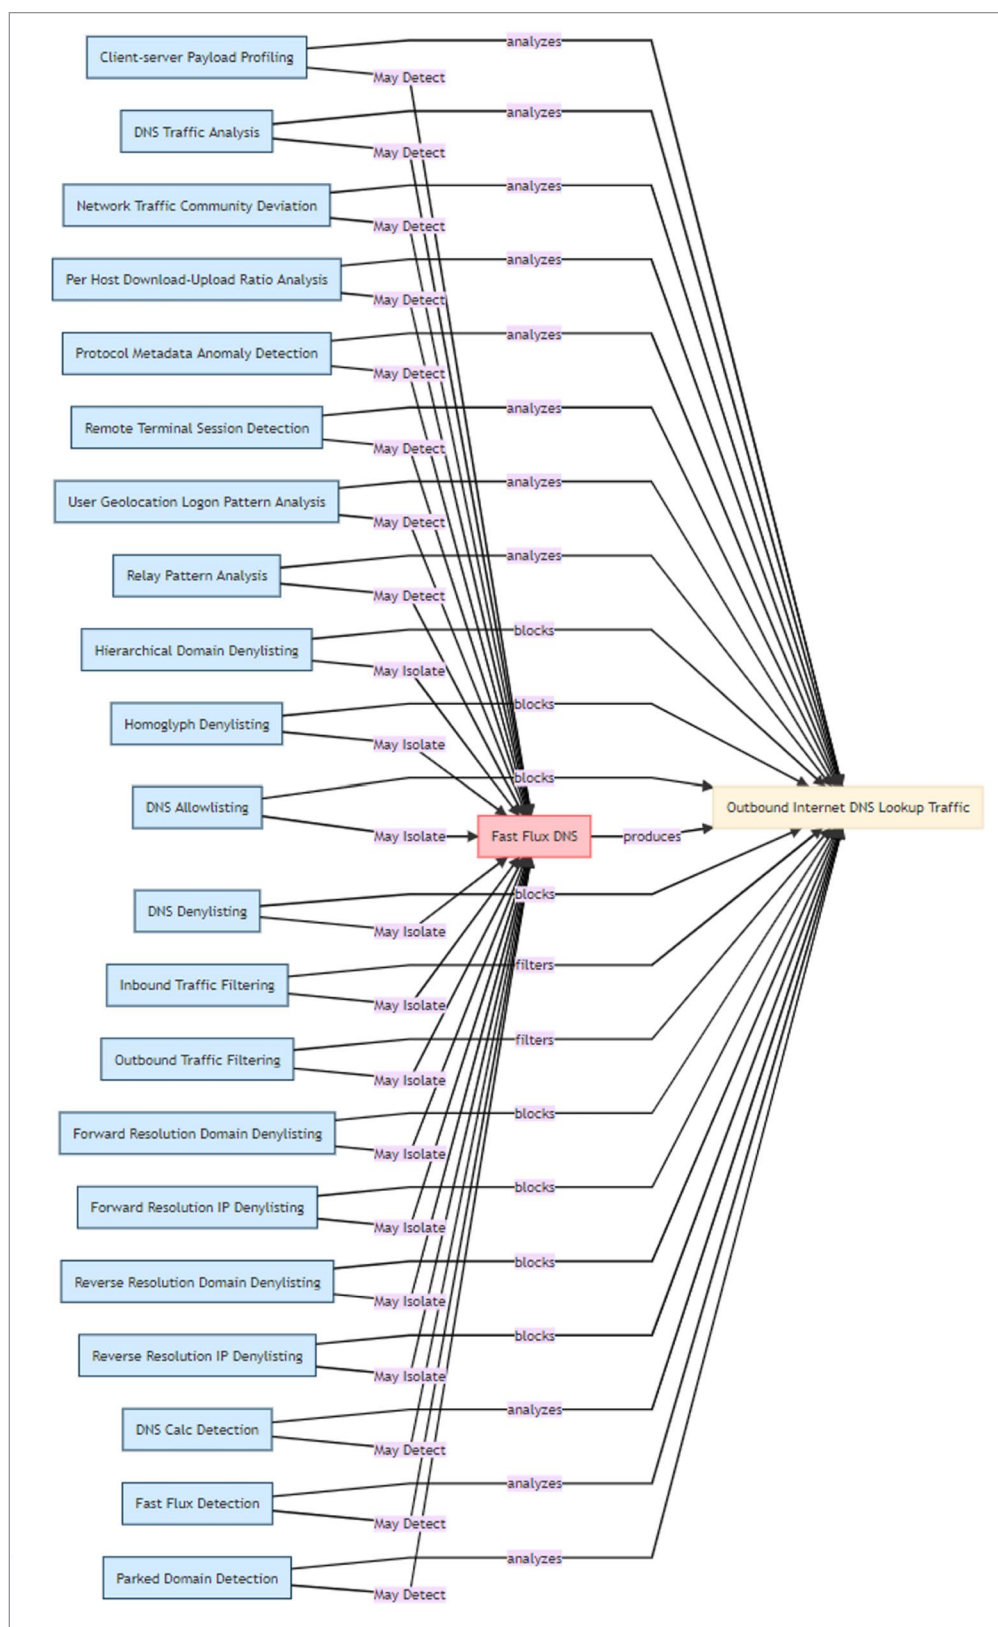 Client-server Payload Profiling
analyzes
May Detect
DNS Traffic Analysis
analyzes
May Detect
Network Traffic Community Deviation
analyzes
May Detect
Per Host Download-Upload Ratio Analysis
analyzes
May Detect
Protocol Metadata Anomaly Detection
analyzes
May Detect
Remote Terminal Session Detection
analyzes
May Detect
User Geolocation Logon Pattern Analysis
analyzes
May Detect
Relay Pattern Analysis
analyzes
May Detect
Hierarchical Domain Denylisting
blocks
May Isolate
Homoglyph Denylisting
blocks
May Isolate
DNS Allowlisting
blocks
May Isolate
Fast Flux DNS
produces
Outbound Internet DNS Lookup Traffic
DNS Denylisting
blocks
May Isolate
Inbound Traffic Filtering
filters
May Isolate
Outbound Traffic Filtering
filters
May Isolate
Forward Resolution Domain Denylisting
blocks
May Isolate
Forward Resolution IP Denylisting
blocks
May Isolate
Reverse Resolution Domain Denylisting
blocks
May Isolate
Reverse Resolution IP Denylisting
blocks
May Isolate
DNS Calc Detection
analyzes
May Detect
Fast Flux Detection
analyzes
May Detect
Parked Domain Detection
analyzes
May Detect